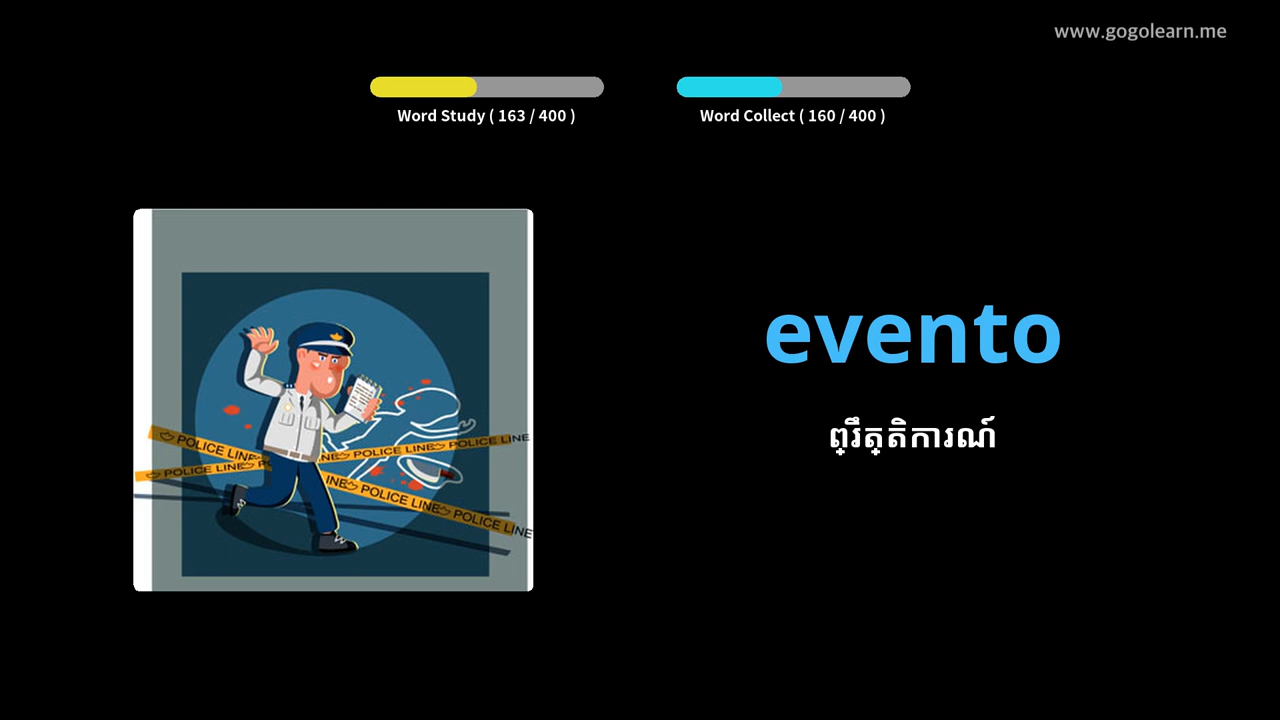 www.gogolearn.me
Word Study ( 163 / 400 )
Word Collect ( 160 / 400 )
evento
ព្រឹត្តិការណ៍
POLICE LINE
POLICE LINE
POLICE LINE
POLICE LINE
POLICE LINE